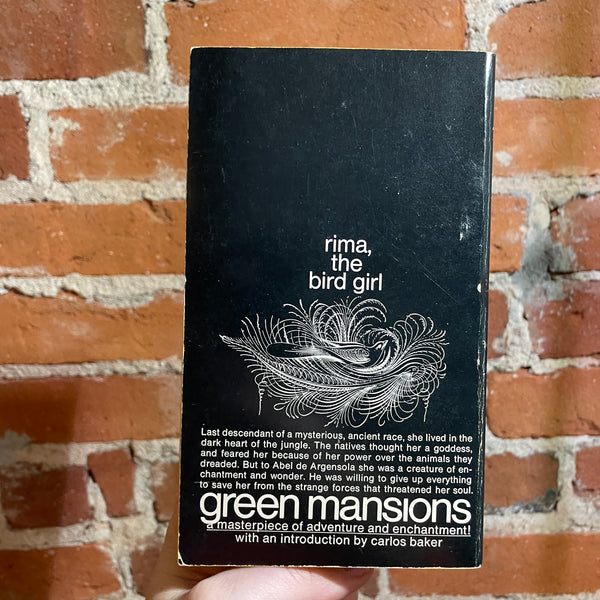 rima,
the
bird girl
Last descendant of a mysterious, ancient race, she lived in the
dark heart of the jungle. The natives thought her a goddess,
and feared her because of her power over the animals they
dreaded. But to Abel de Argensola she was a creature of en-
chantment and wonder. He was willing to give up everything
to save her from the strange forces that threatened her soul.
green mansions
a masterpiece of adventure and enchantment!
with an introduction by carlos baker